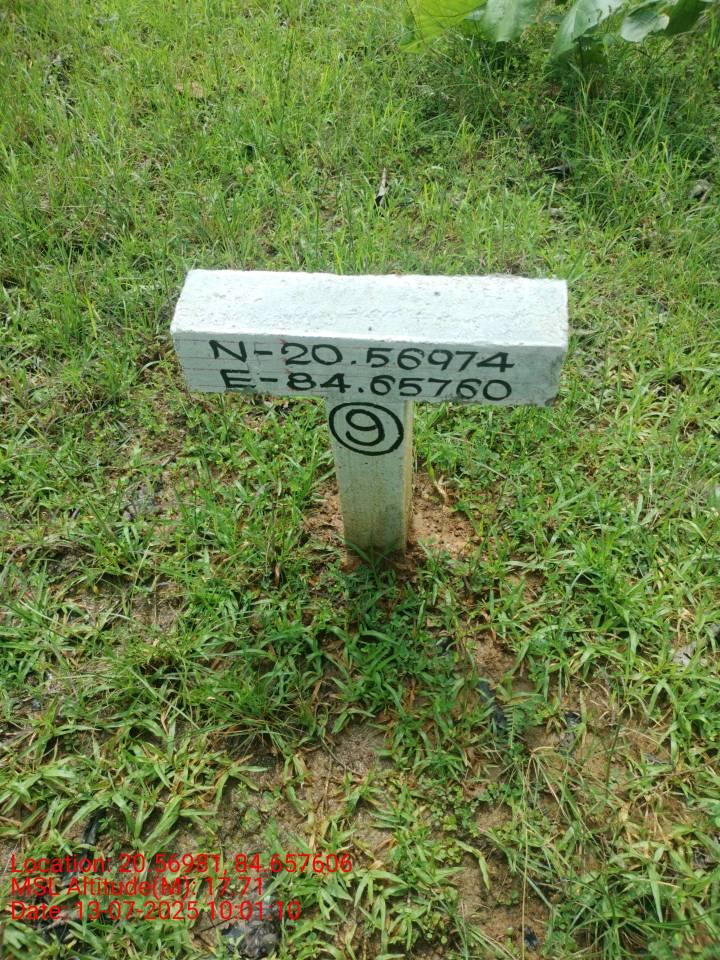 N-20.56974
E-84.65760
9
Location: 20.56981, 84.657606
MSL Altitude(M): 17.71
Date: 13-07-2025 10:01:10